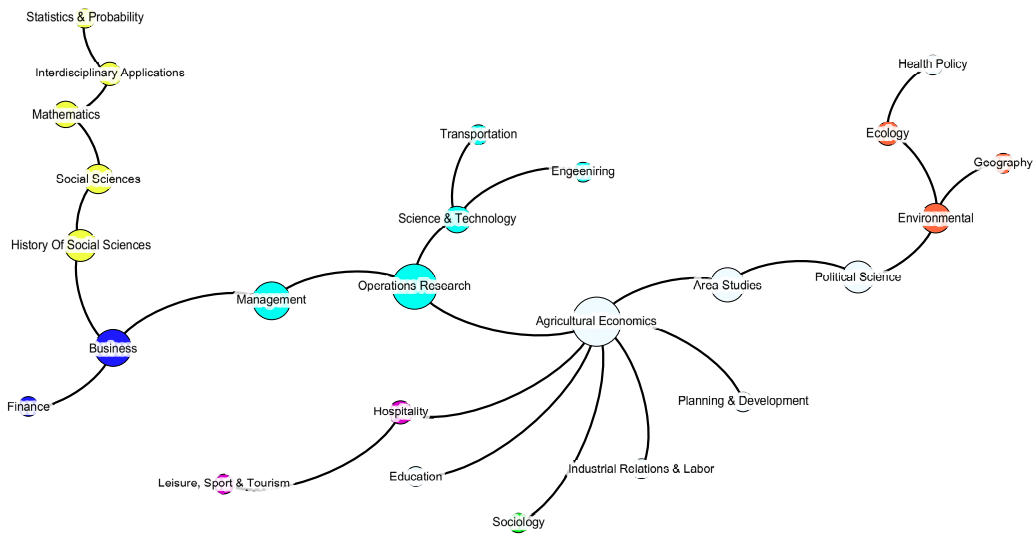 Statistics & Probability
Interdisciplinary Applications
Health Policy
Mathematics
Transportation
Ecology
Geography
Engeeniring
Social Sciences
Science & Technology
Environmental
History Of Social Sciences
Operations Research
Area Studies
Political Science
Management
Agricultural Economics
Business
Finance
Hospitality
Planning & Development
Education
Industrial Relations & Labor
Leisure, Sport & Tourism
Sociology